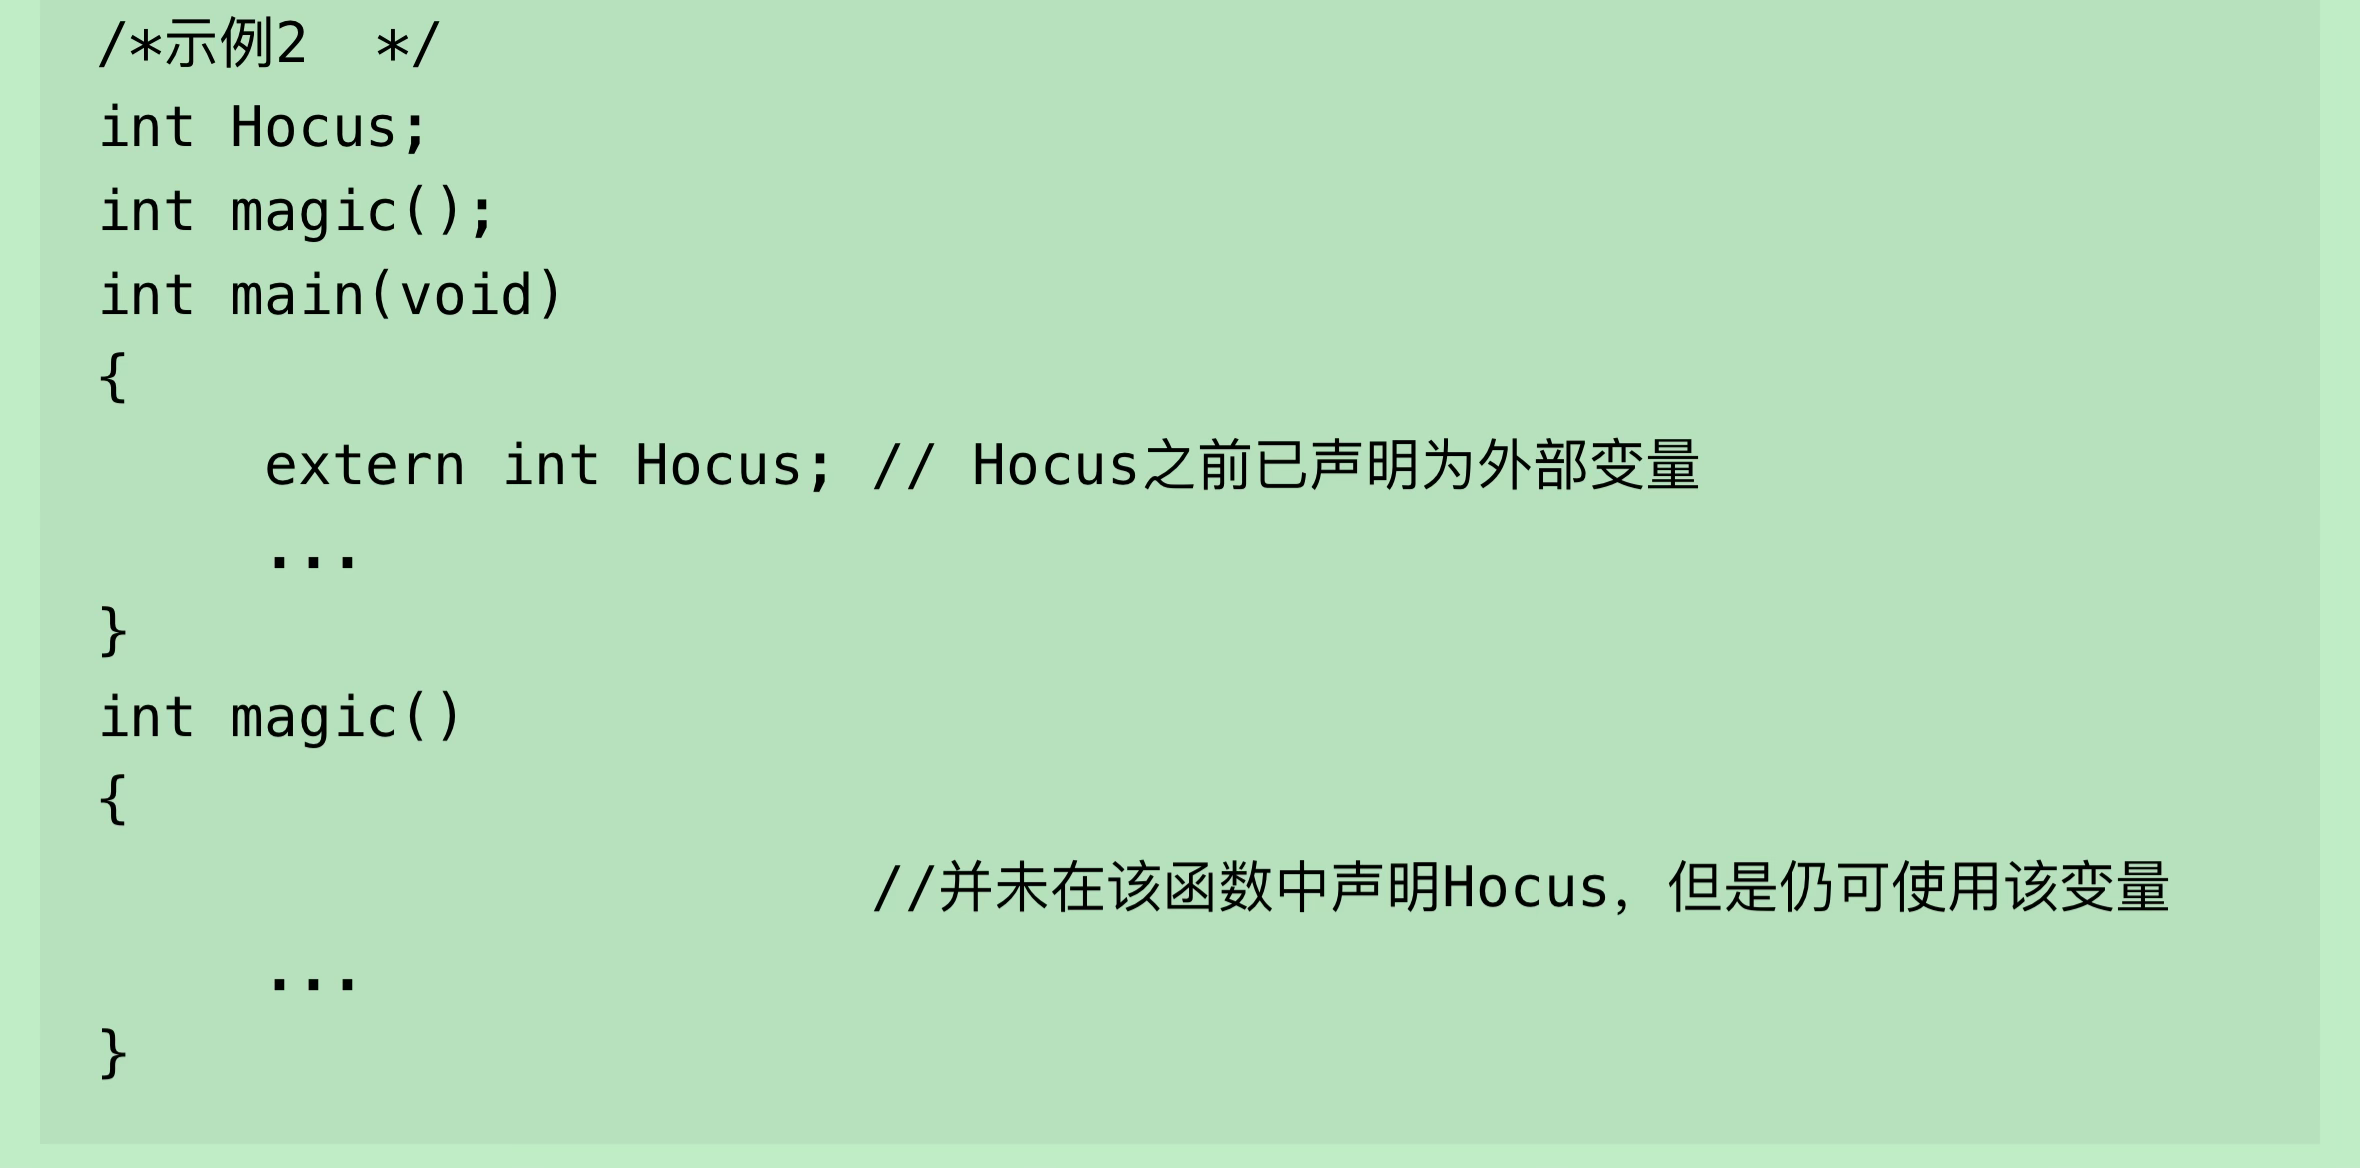 /*示例2  */
int Hocus;
int magic();
int main(void)
{
     extern int Hocus; // Hocus之前已声明为外部变量
     ...
}
int magic()
{
                       //并未在该函数中声明Hocus，但是仍可使用该变量
     ...
}